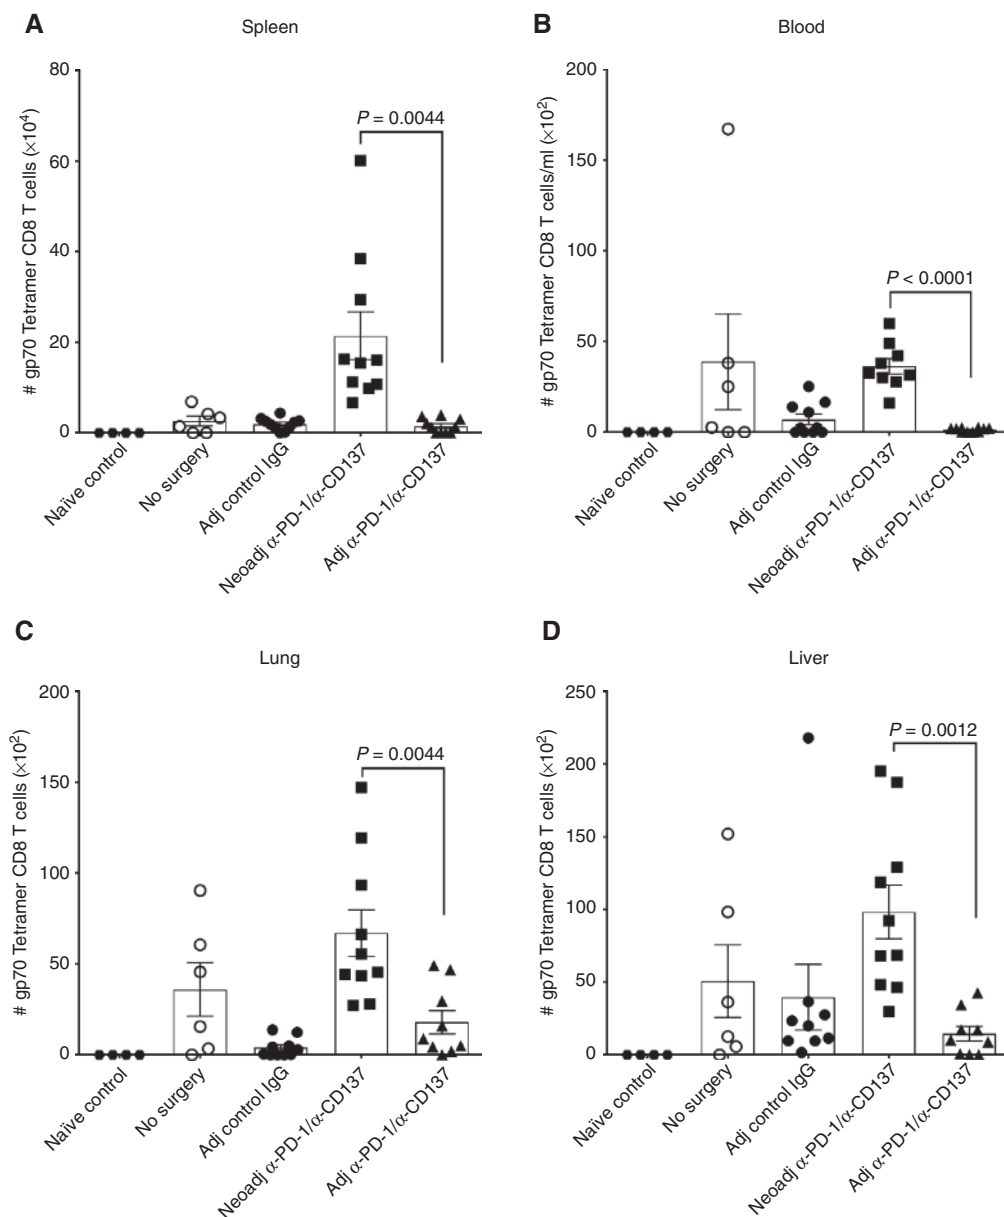 A
Spleen
# gp70 Tetramer CD8 T cells (×10⁴)
80
60
40
20
0
P = 0.0044
Naïve control
No surgery
Adj control IgG
Neoadj α-PD-1/α-CD137
Adj α-PD-1/α-CD137
B
Blood
# gp70 Tetramer CD8 T cells/ml (×10²)
200
150
100
50
0
P < 0.0001
Naïve control
No surgery
Adj control IgG
Neoadj α-PD-1/α-CD137
Adj α-PD-1/α-CD137
C
Lung
# gp70 Tetramer CD8 T cells (×10²)
200
150
100
50
0
P = 0.0044
Naïve control
No surgery
Adj control IgG
Neoadj α-PD-1/α-CD137
Adj α-PD-1/α-CD137
D
Liver
# gp70 Tetramer CD8 T cells (×10²)
250
200
150
100
50
0
P = 0.0012
Naïve control
No surgery
Adj control IgG
Neoadj α-PD-1/α-CD137
Adj α-PD-1/α-CD137